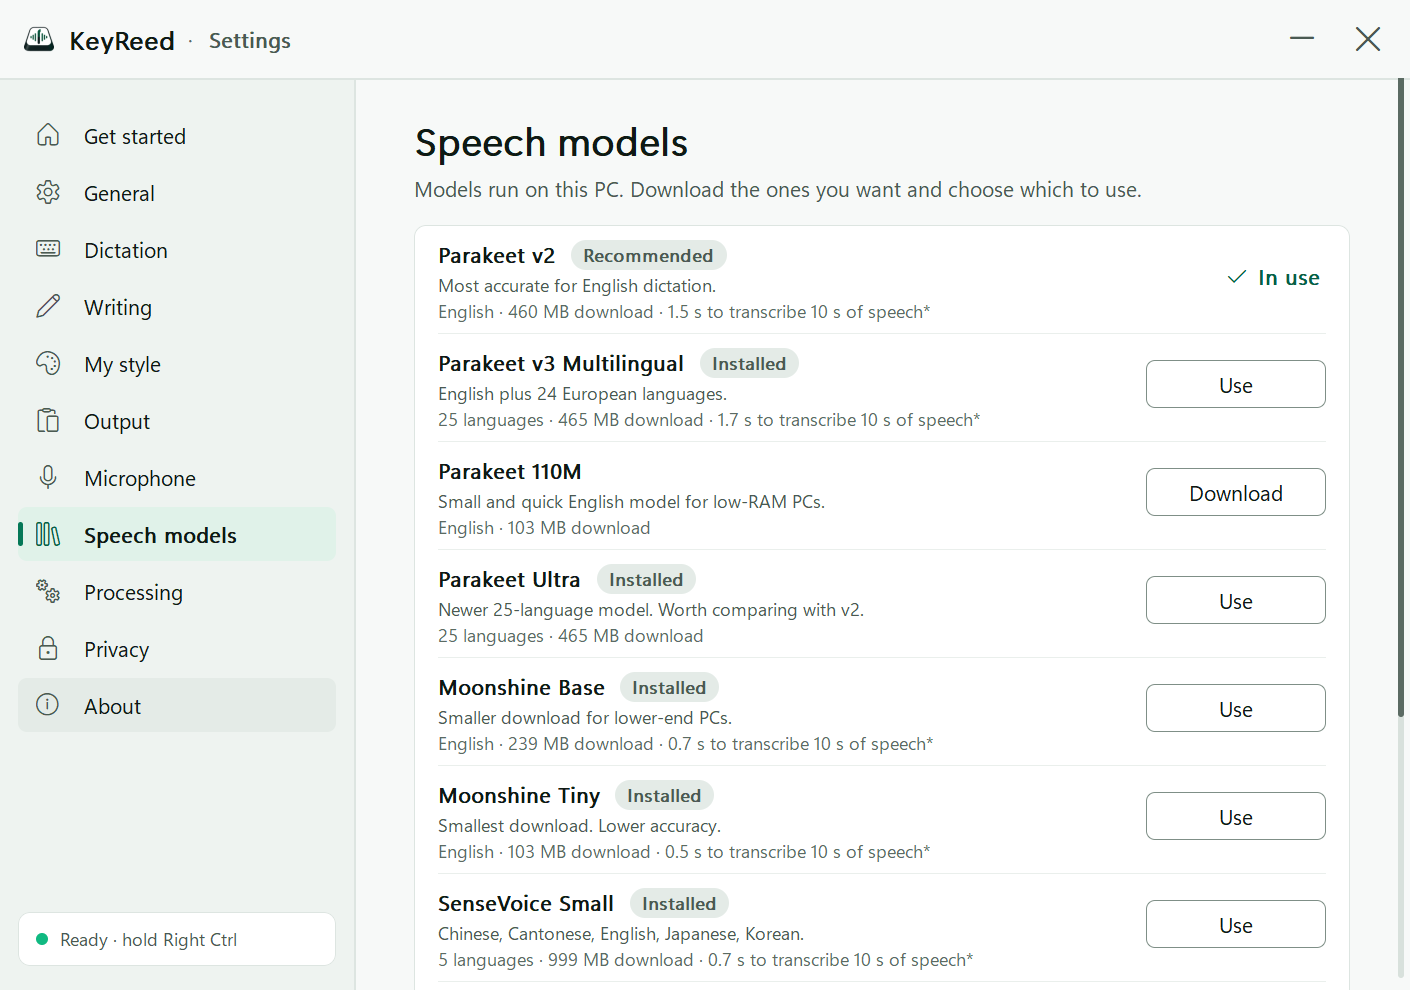 KeyReed · Settings
Get started
General
Dictation
Writing
My style
Output
Microphone
Speech models
Processing
Privacy
About
Ready · hold Right Ctrl
Speech models
Models run on this PC. Download the ones you want and choose which to use.
Parakeet v2 Recommended
Most accurate for English dictation.
English · 460 MB download · 1.5 s to transcribe 10 s of speech*
In use
Parakeet v3 Multilingual Installed
English plus 24 European languages.
25 languages · 465 MB download · 1.7 s to transcribe 10 s of speech*
Use
Parakeet 110M
Small and quick English model for low-RAM PCs.
English · 103 MB download
Download
Parakeet Ultra Installed
Newer 25-language model. Worth comparing with v2.
25 languages · 465 MB download
Use
Moonshine Base Installed
Smaller download for lower-end PCs.
English · 239 MB download · 0.7 s to transcribe 10 s of speech*
Use
Moonshine Tiny Installed
Smallest download. Lower accuracy.
English · 103 MB download · 0.5 s to transcribe 10 s of speech*
Use
SenseVoice Small Installed
Chinese, Cantonese, English, Japanese, Korean.
5 languages · 999 MB download · 0.7 s to transcribe 10 s of speech*
Use